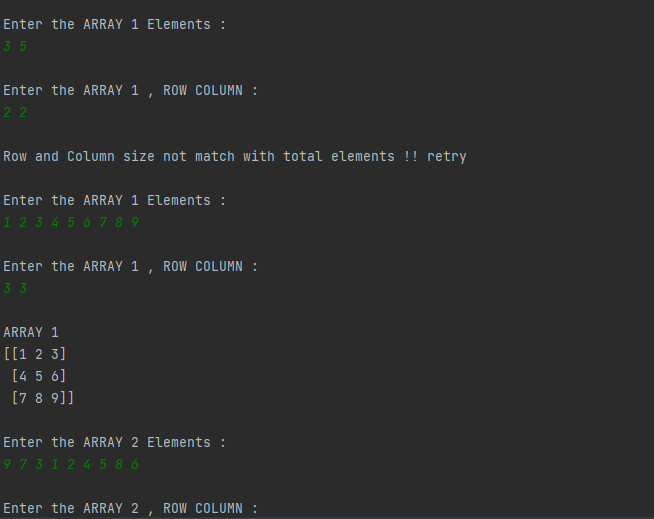 Enter the ARRAY 1 Elements :
3 5
Enter the ARRAY 1 , ROW COLUMN :
2 2
Row and Column size not match with total elements !! retry
Enter the ARRAY 1 Elements :
1 2 3 4 5 6 7 8 9
Enter the ARRAY 1 , ROW COLUMN :
3 3
ARRAY 1
[[1 2 3]
 [4 5 6]
 [7 8 9]]
Enter the ARRAY 2 Elements :
9 7 3 1 2 4 5 8 6
Enter the ARRAY 2 , ROW COLUMN :